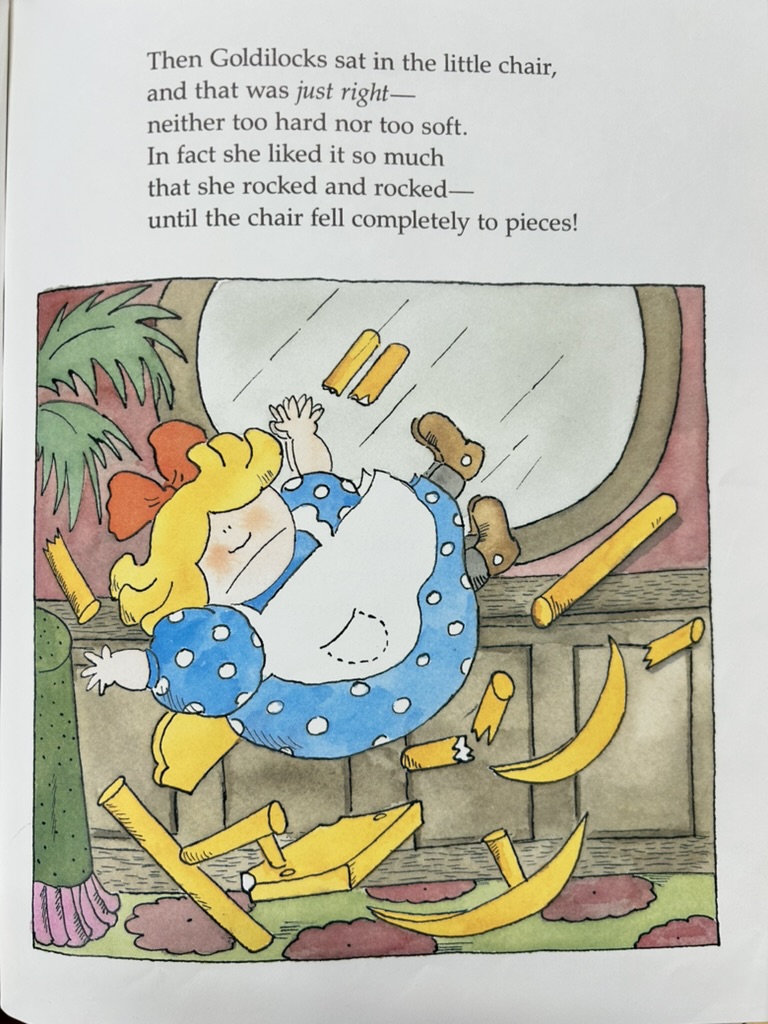 Then Goldilocks sat in the little chair,
and that was just right—
neither too hard nor too soft.
In fact she liked it so much
that she rocked and rocked—
until the chair fell completely to pieces!